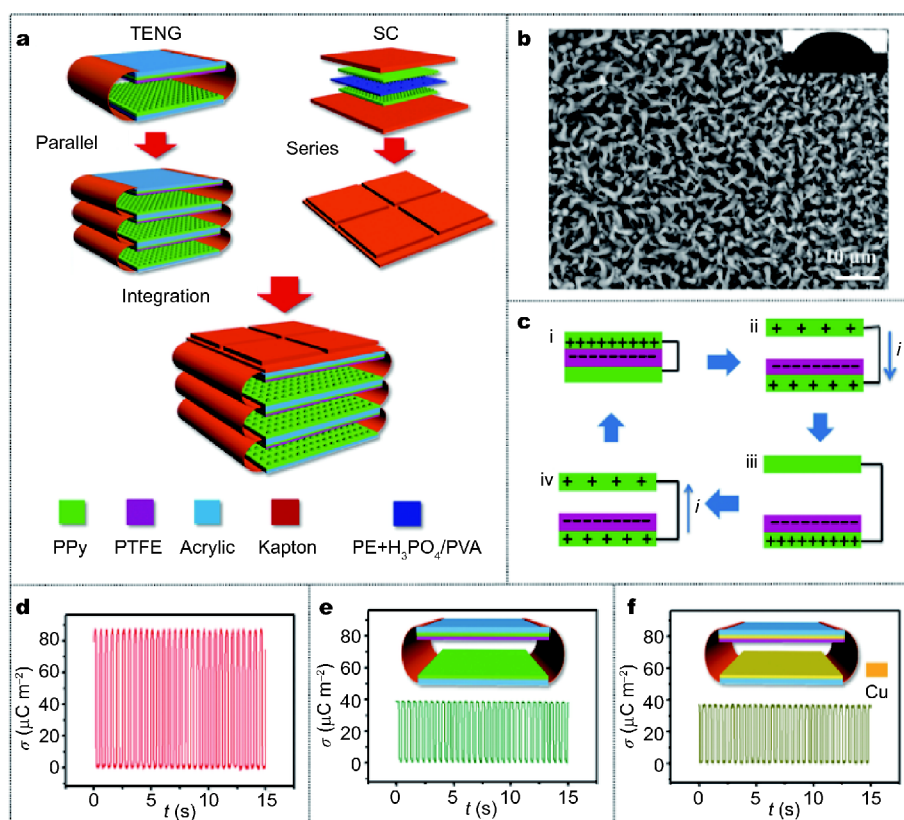 a
TENG
SC
Parallel
Series
Integration
PPy
PTFE
Acrylic
Kapton
PE+H₃PO₄/PVA
b
10 μm
c
i
+++++++++
−−−−−−−−−
ii
+ + + +
−−−−−−−−−
+ + + + +
i
iii
−−−−−−−−−
+++++++++
iv
+ + + +
−−−−−−−−−
+ + + + +
i
d
σ (μC m⁻²)
80
60
40
20
0
0 5 10 15
t (s)
e
σ (μC m⁻²)
80
60
40
20
0
0 5 10 15
t (s)
f
Cu
σ (μC m⁻²)
80
60
40
20
0
0 5 10 15
t (s)